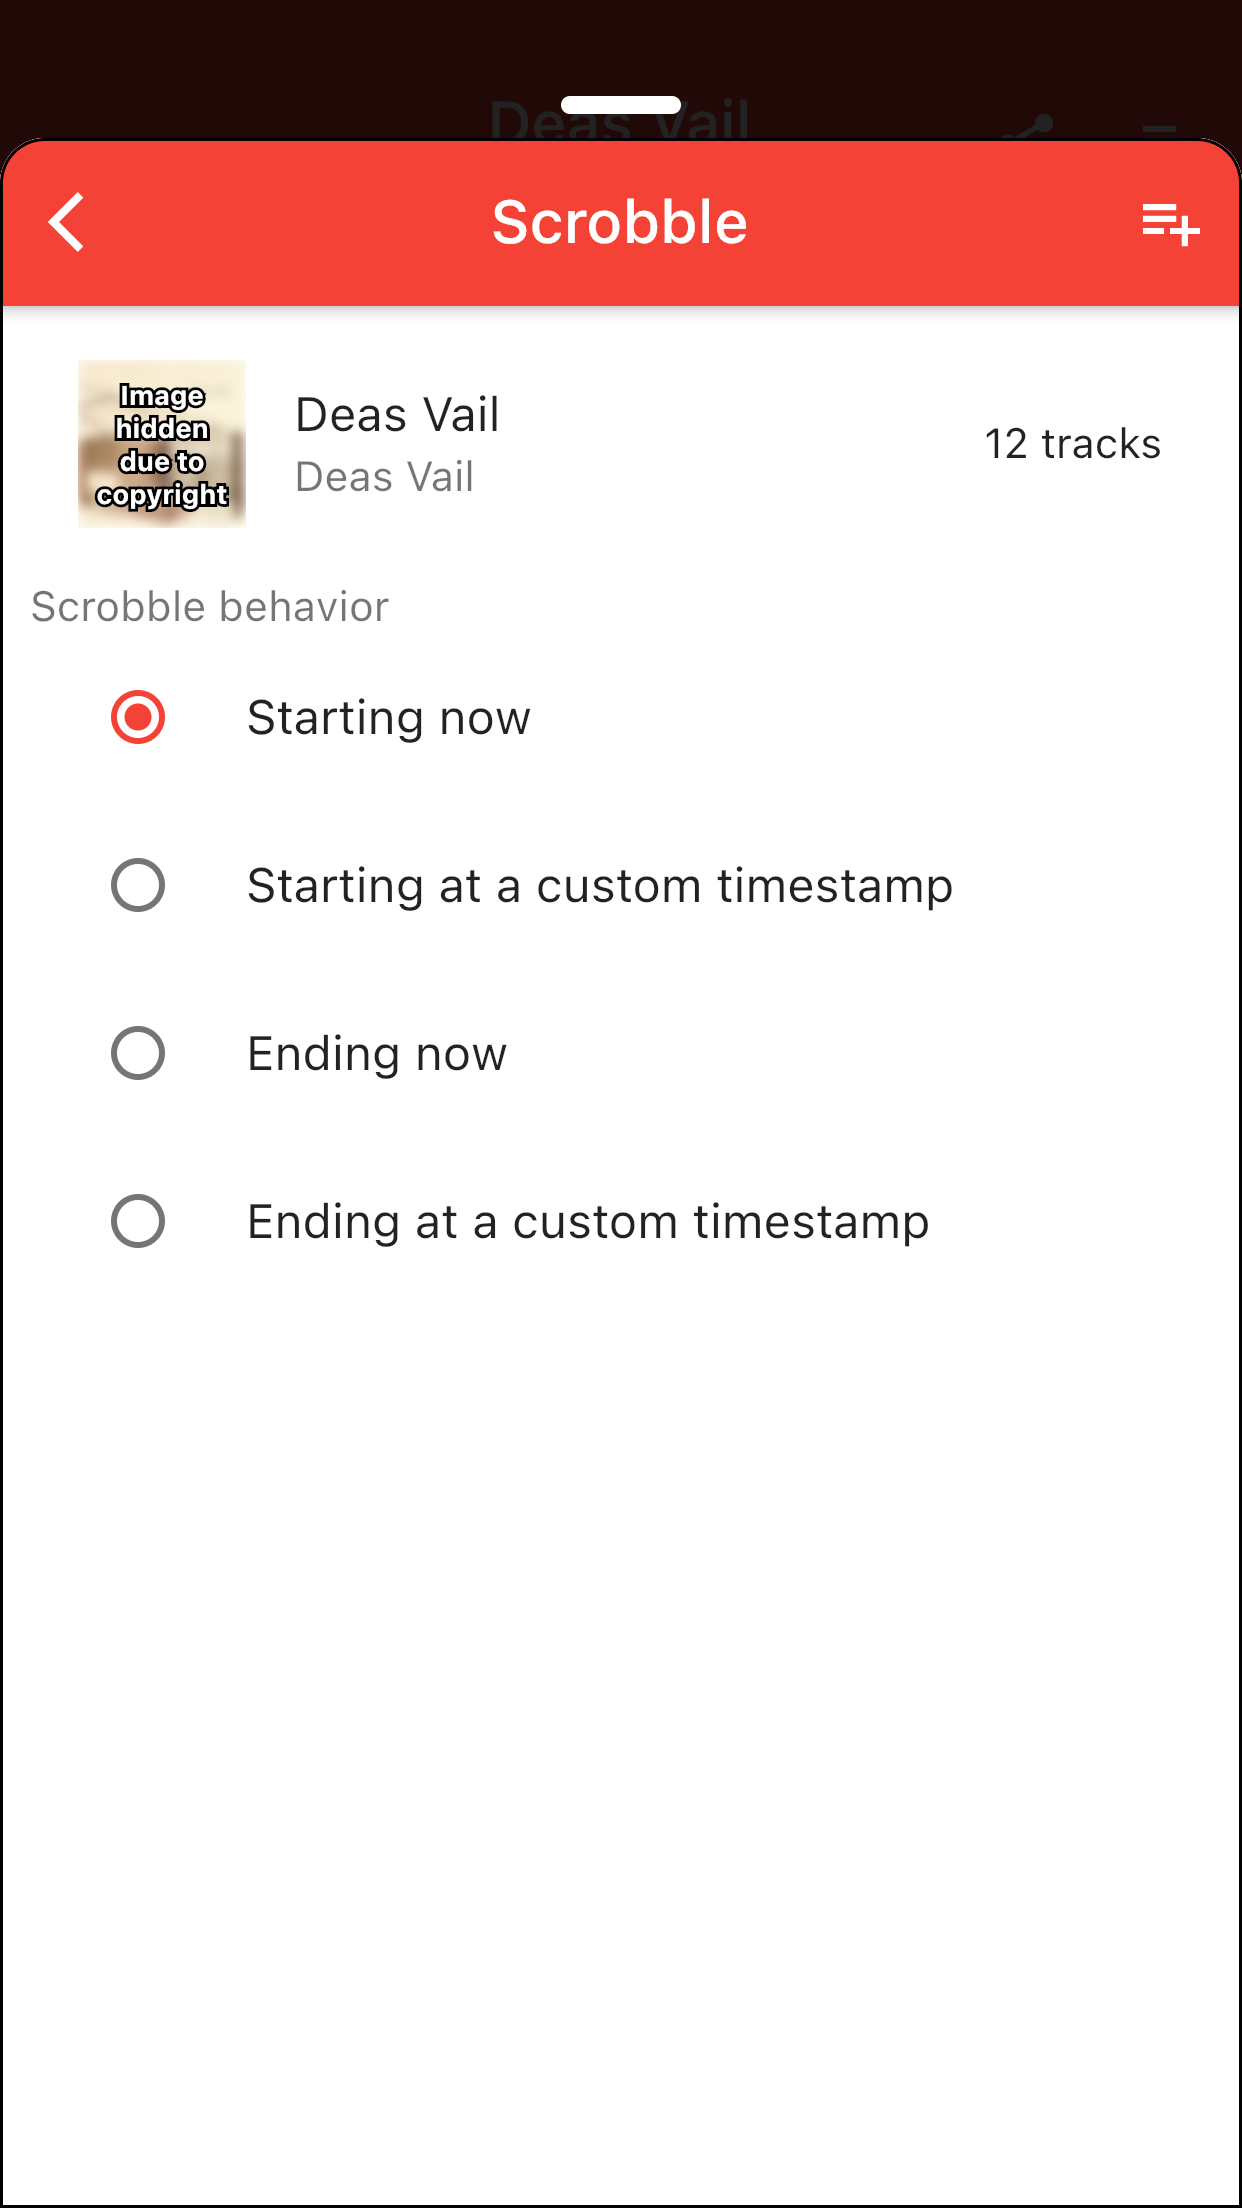 Deas Vail
Scrobble
Image
hidden
due to
copyright
Deas Vail
Deas Vail
12 tracks
Scrobble behavior
Starting now
Starting at a custom timestamp
Ending now
Ending at a custom timestamp